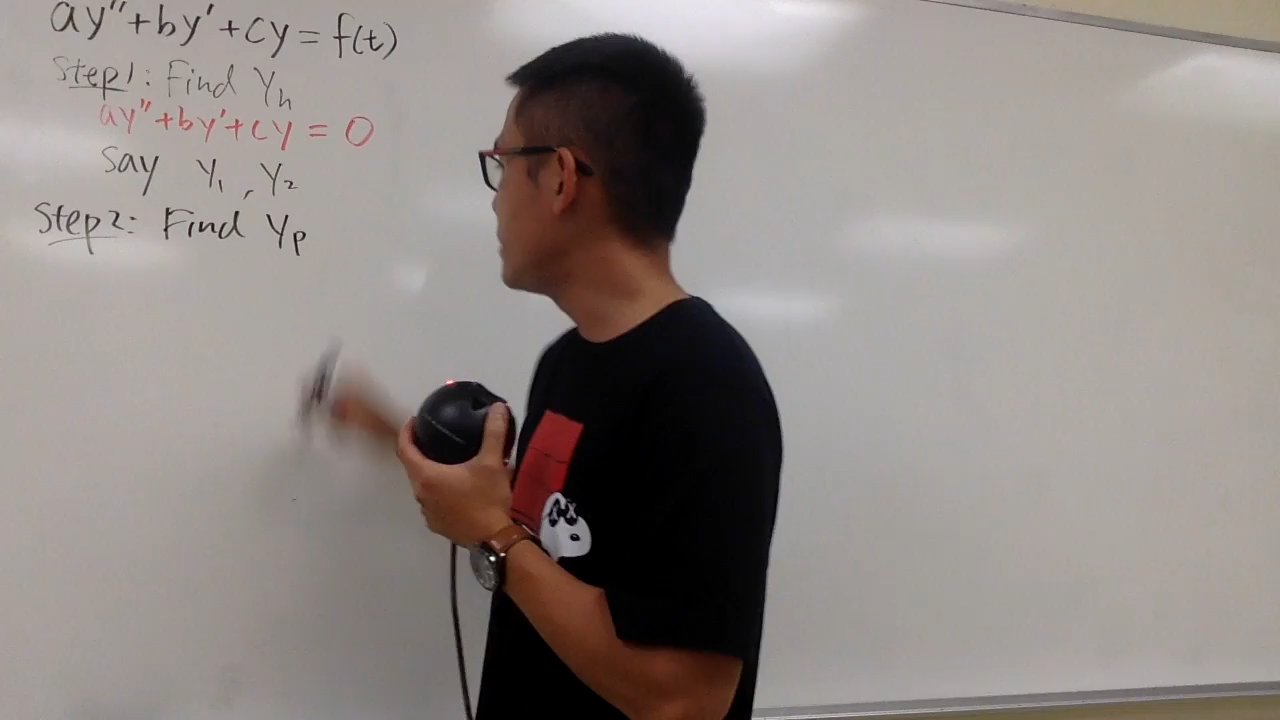 ay"+by'+cy = f(t)
Step1: Find Yh
ay"+by'+cy = 0
Say Y1, Y2
Step2: Find Yp